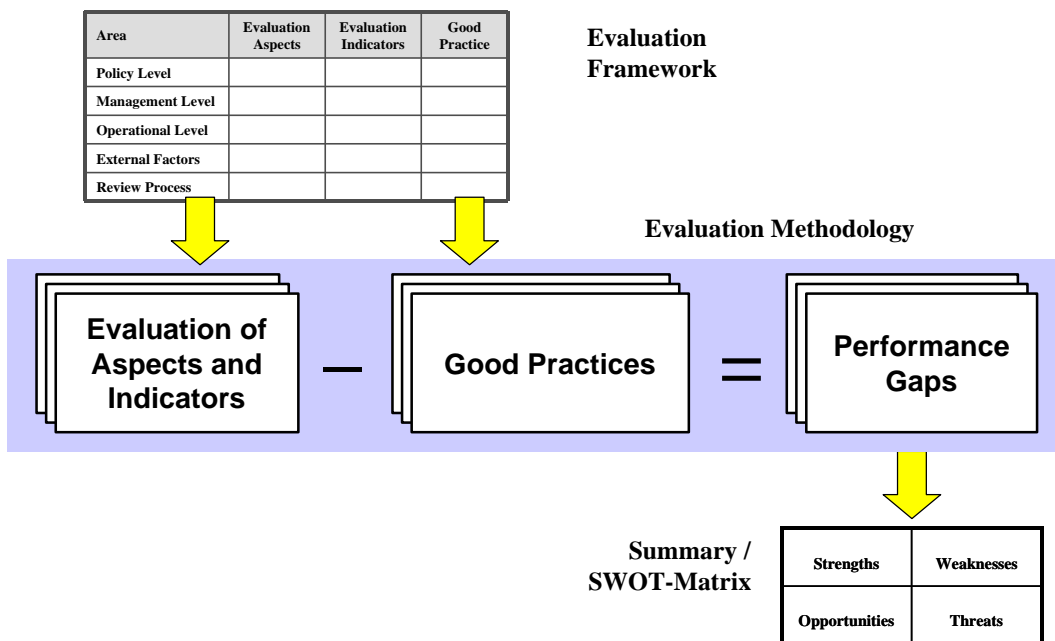 Area
Evaluation
Aspects
Evaluation
Indicators
Good
Practice
Policy Level
Management Level
Operational Level
External Factors
Review Process
Evaluation
Framework
Evaluation Methodology
Evaluation of
Aspects and
Indicators
–
Good Practices
=
Performance
Gaps
Summary /
SWOT-Matrix
Strengths
Weaknesses
Opportunities
Threats